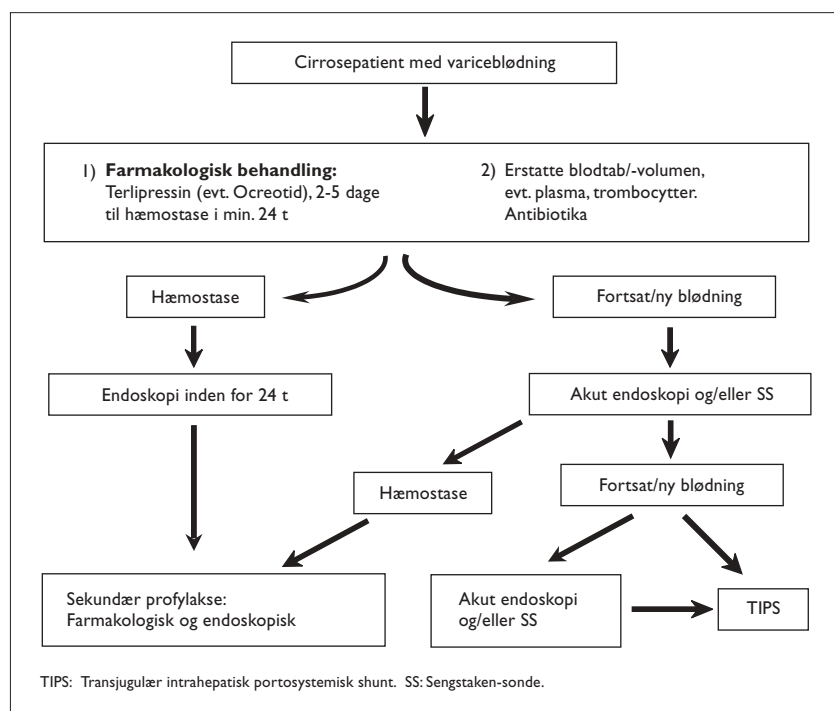 Cirrosepatient med variceblødning
1) Farmakologisk behandling:
Terlipressin (evt. Ocreotid), 2-5 dage
til hæmostase i min. 24 t
2) Erstatte blodtab/-volumen,
evt. plasma, trombocytter.
Antibiotika
Hæmostase
Fortsat/ny blødning
Endoskopi inden for 24 t
Akut endoskopi og/eller SS
Hæmostase
Fortsat/ny blødning
Sekundær profylakse:
Farmakologisk og endoskopisk
Akut endoskopi
og/eller SS
TIPS
TIPS: Transjugulær intrahepatisk portosystemisk shunt. SS: Sengstaken-sonde.